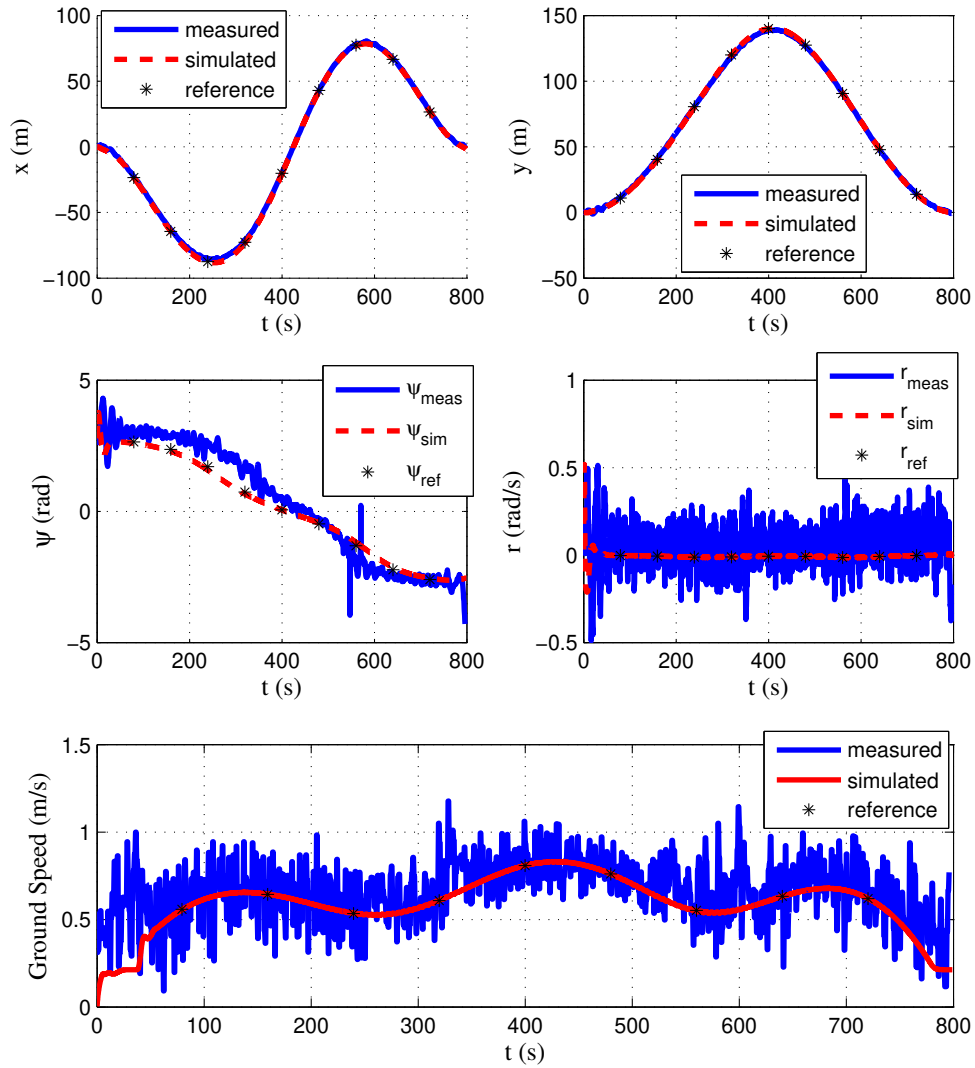 100
50
0
−50
−100
x (m)
0 200 400 600 800
t (s)
measured
simulated
reference
150
100
50
0
50
y (m)
0 200 400 600 800
t (s)
measured
simulated
reference
5
0
−5
ψ (rad)
0 200 400 600 800
t (s)
ψmeas
ψsim
ψref
1
0.5
0
−0.5
r (rad/s)
0 200 400 600 800
t (s)
rmeas
rsim
rref
1.5
1
0.5
0
Ground Speed (m/s)
0 100 200 300 400 500 600 700 800
t (s)
measured
simulated
reference